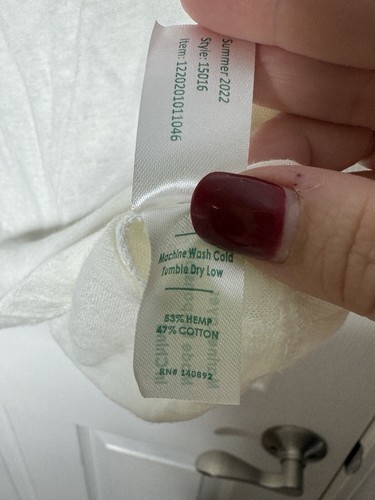 Summer 2022
Style: 15016
Item: 1220201011046
Machine Wash Cold
Tumble Dry Low
53% HEMP
47% COTTON
RN# 140892